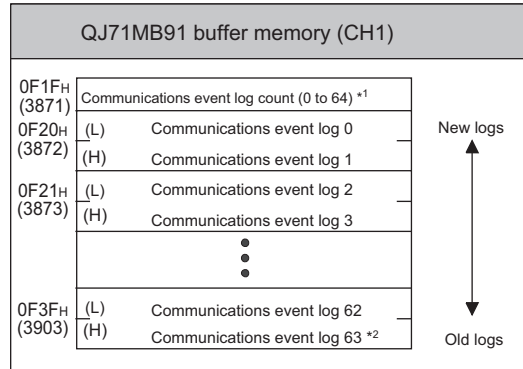 QJ71MB91 buffer memory (CH1)
0F1FH
(3871)
Communications event log count (0 to 64) *1
0F20H
(3872)
(L) Communications event log 0
(H) Communications event log 1
0F21H
(3873)
(L) Communications event log 2
(H) Communications event log 3
0F3FH
(3903)
(L) Communications event log 62
(H) Communications event log 63 *2
New logs
Old logs